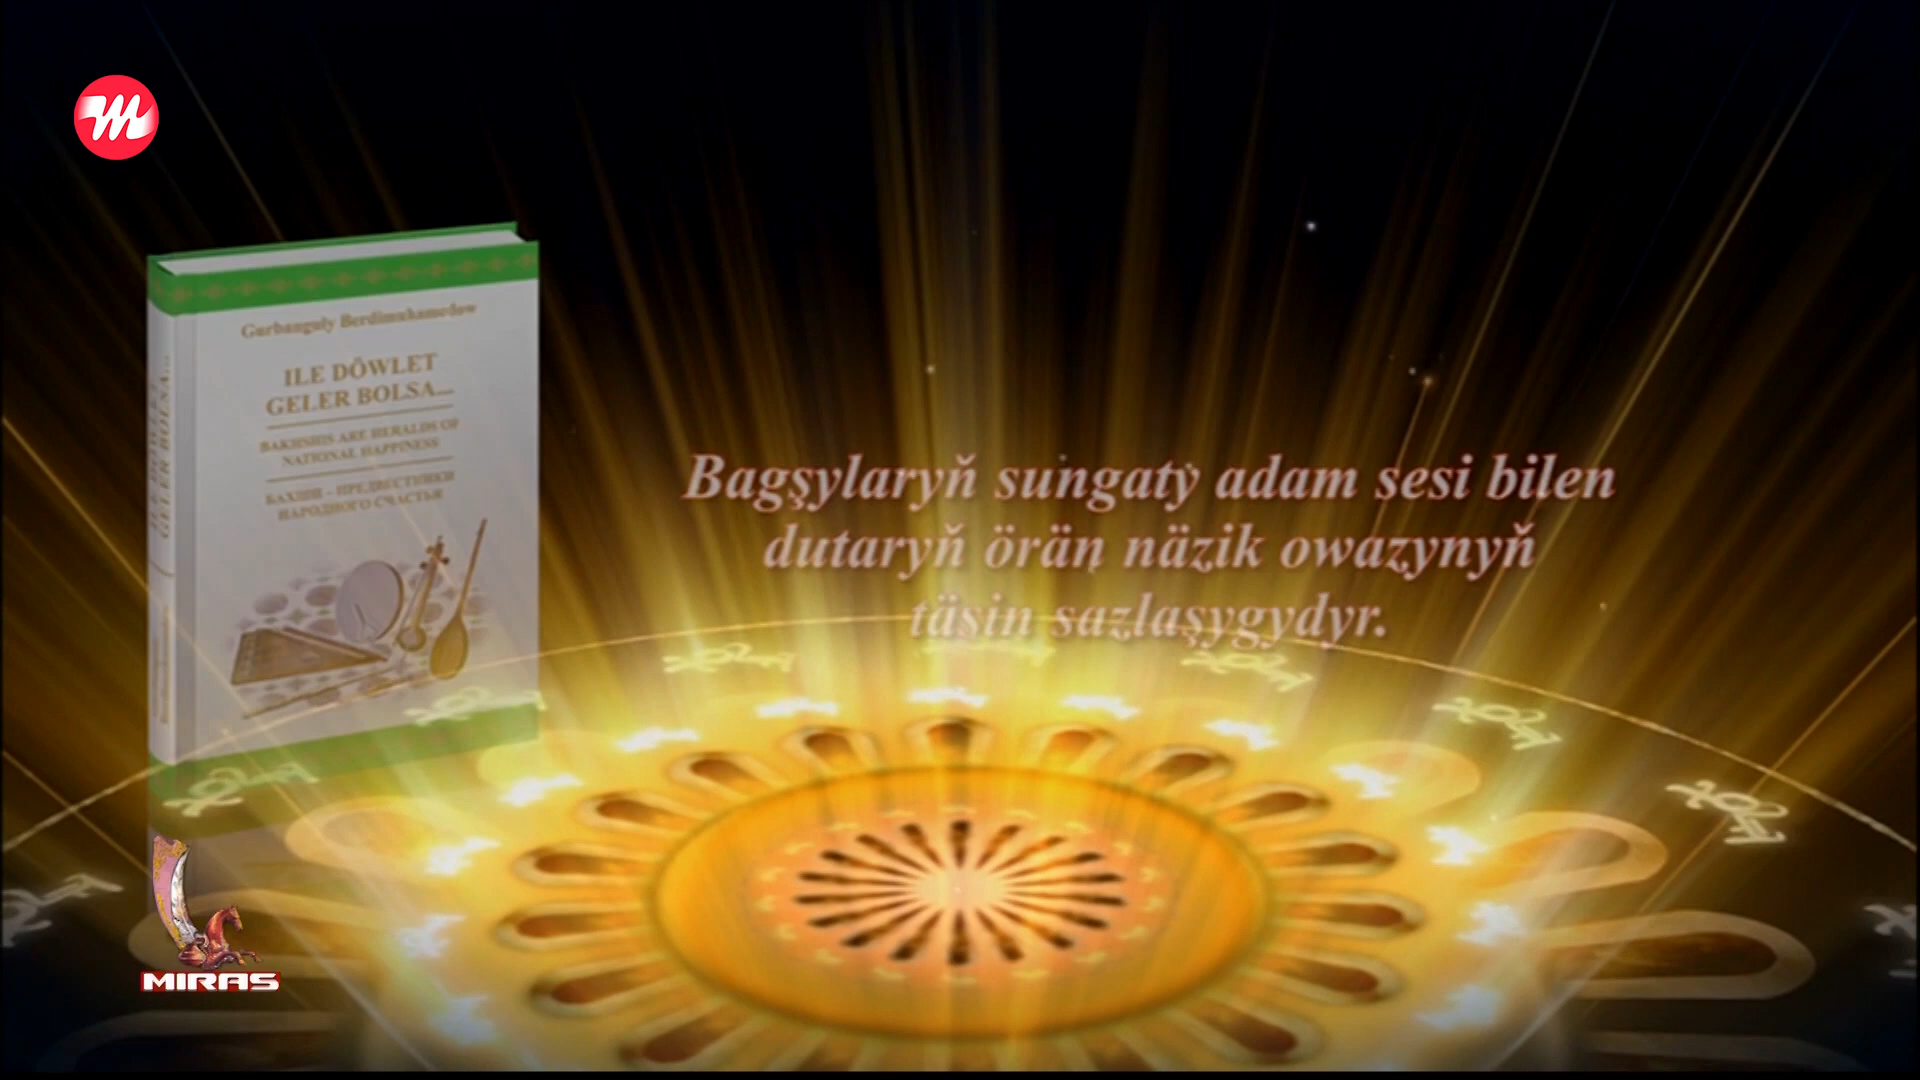 m
Gurbanguly Berdimuhamedow
ILE DÖWLET
GELER BOLSA...
BAKHSHIS ARE HERALDS OF
NATIONAL HAPPINESS
БАХШИ – ПРЕДВЕСТНИКИ
НАРОДНОГО СЧАСТЬЯ
Bagşylaryň sungaty adam sesi bilen
dutaryň örän näzik owazynyň
täsin sazlaşygydyr.
MIRAS